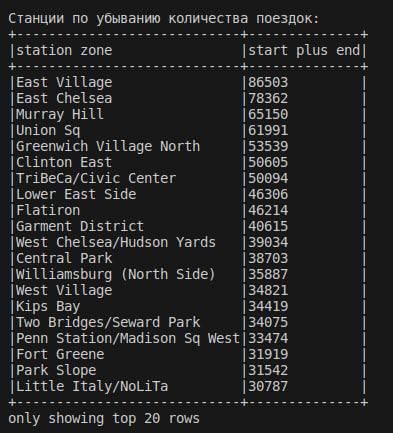 Станции по убыванию количества поездок:
+----------------------------+--------------+
|station zone                |start plus end|
+----------------------------+--------------+
|East Village                |86503         |
|East Chelsea                |78362         |
|Murray Hill                 |65150         |
|Union Sq                    |61991         |
|Greenwich Village North     |53539         |
|Clinton East                |50605         |
|TriBeCa/Civic Center        |50094         |
|Lower East Side             |46306         |
|Flatiron                    |46214         |
|Garment District            |40615         |
|West Chelsea/Hudson Yards   |39034         |
|Central Park                |38703         |
|Williamsburg (North Side)   |35887         |
|West Village                |34821         |
|Kips Bay                    |34419         |
|Two Bridges/Seward Park     |34075         |
|Penn Station/Madison Sq West|33474         |
|Fort Greene                 |31919         |
|Park Slope                  |31542         |
|Little Italy/NoLiTa         |30787         |
+----------------------------+--------------+
only showing top 20 rows